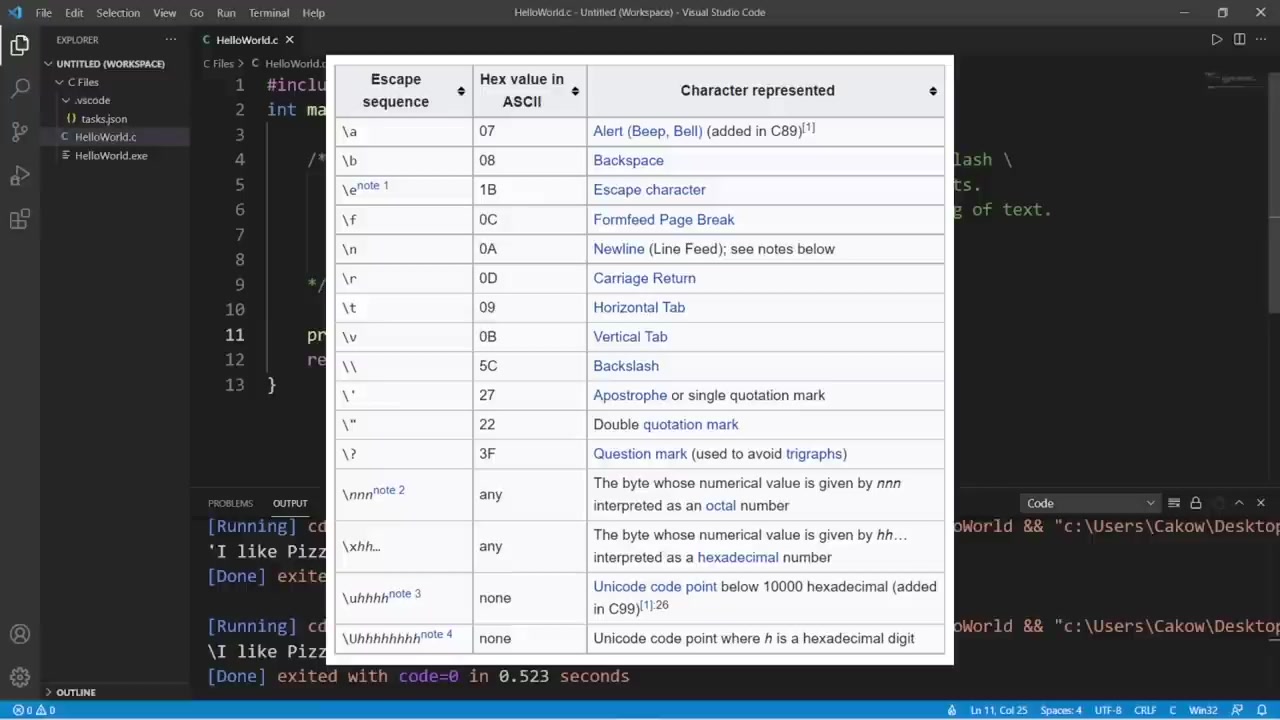 File Edit Selection View Go Run Terminal Help HelloWorld.c - Untitled (Workspace) - Visual Studio Code
EXPLORER ...
UNTITLED (WORKSPACE)
C Files
.vscode
tasks.json
HelloWorld.c
HelloWorld.exe
OUTLINE
C HelloWorld.c
C Files > C HelloWorld.
1 #inclu
2 int ma
3
4 /* lash \
5 ts.
6 g of text.
7
8
9 */
10
11 pr
12 re
13 }
Escape sequence Hex value in ASCII Character represented
\a 07 Alert (Beep, Bell) (added in C89)[1]
\b 08 Backspace
\e note 1 1B Escape character
\f 0C Formfeed Page Break
\n 0A Newline (Line Feed); see notes below
\r 0D Carriage Return
\t 09 Horizontal Tab
\v 0B Vertical Tab
\\ 5C Backslash
\' 27 Apostrophe or single quotation mark
\" 22 Double quotation mark
\? 3F Question mark (used to avoid trigraphs)
\nnn note 2 any The byte whose numerical value is given by nnn
interpreted as an octal number
\xhh… any The byte whose numerical value is given by hh…
interpreted as a hexadecimal number
\uhhhh note 3 none Unicode code point below 10000 hexadecimal (added
in C99)[1]:26
\Uhhhhhhhh note 4 none Unicode code point where h is a hexadecimal digit
PROBLEMS OUTPUT Code
[Running] cd oWorld && "c:\Users\Cakow\Desktop
'I like Pizz
[Done] exite
[Running] cd oWorld && "c:\Users\Cakow\Desktop
\I like Pizz
[Done] exited with code=0 in 0.523 seconds
0 0 Ln 11, Col 25 Spaces: 4 UTF-8 CRLF C Win32